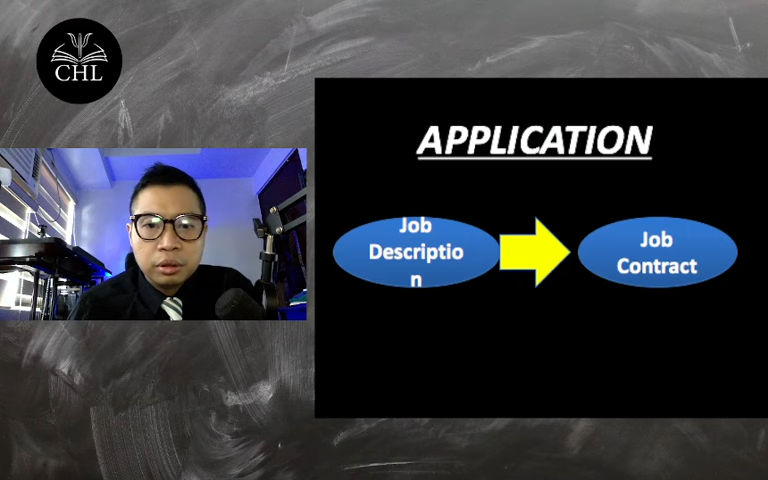 CHL
APPLICATION
Job
Descriptio
n
Job
Contract